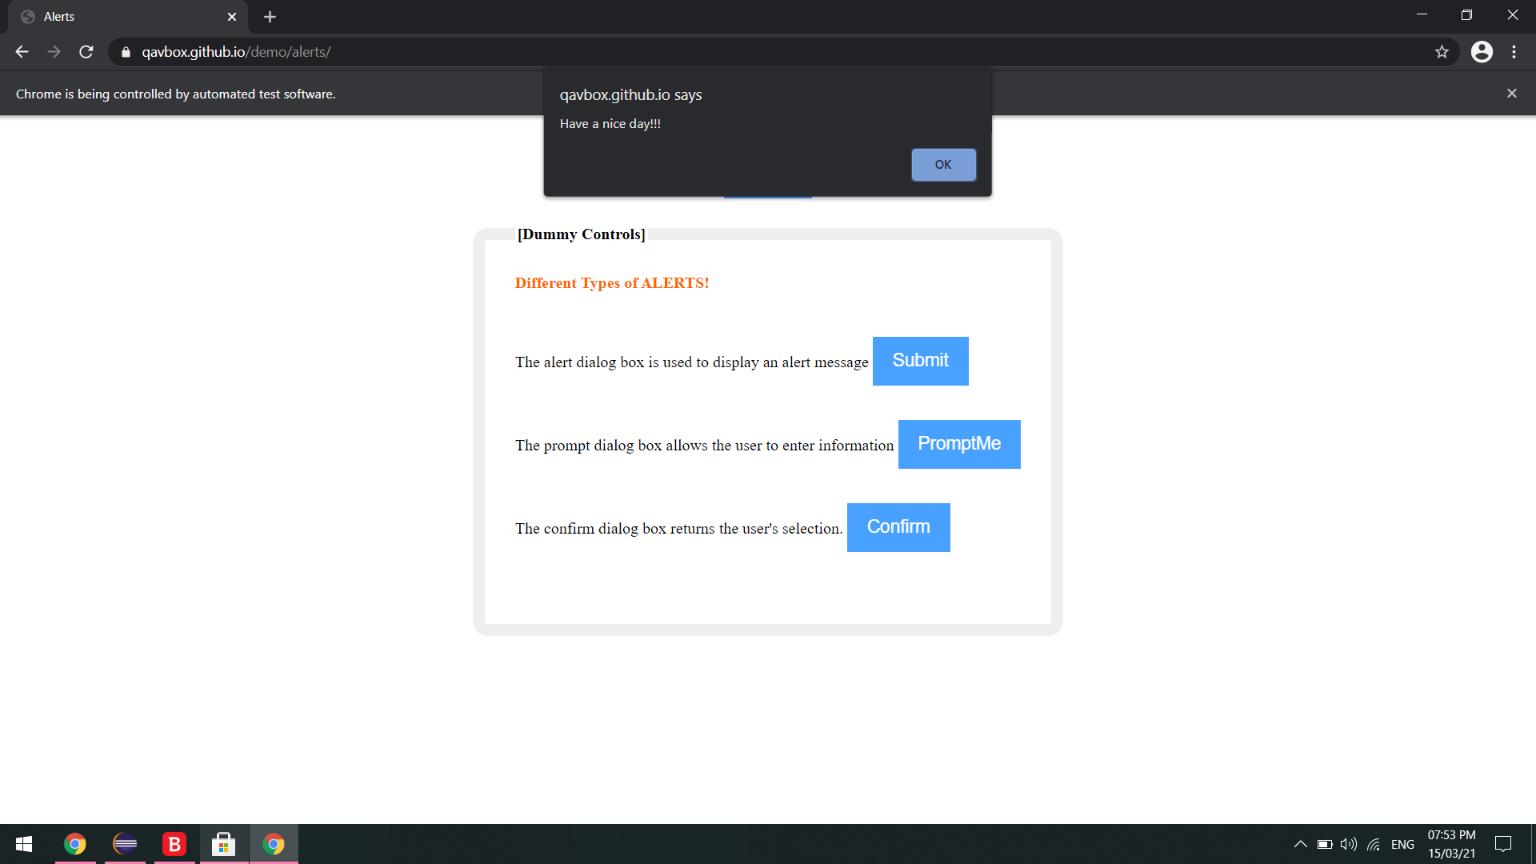 Alerts
qavbox.github.io/demo/alerts/
Chrome is being controlled by automated test software.
qavbox.github.io says
Have a nice day!!!
OK
[Dummy Controls]
Different Types of ALERTS!
The alert dialog box is used to display an alert message Submit
The prompt dialog box allows the user to enter information PromptMe
The confirm dialog box returns the user's selection. Confirm
B
ENG
07:53 PM
15/03/21